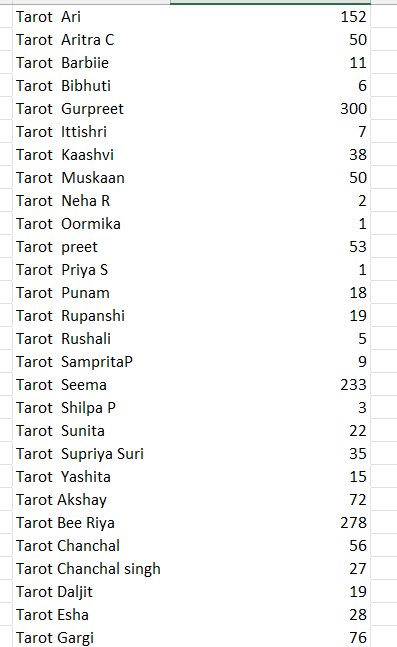 Tarot  Ari 152
Tarot  Aritra C 50
Tarot  Barbiie 11
Tarot  Bibhuti 6
Tarot  Gurpreet 300
Tarot  Ittishri 7
Tarot  Kaashvi 38
Tarot  Muskaan 50
Tarot  Neha R 2
Tarot  Oormika 1
Tarot  preet 53
Tarot  Priya S 1
Tarot  Punam 18
Tarot  Rupanshi 19
Tarot  Rushali 5
Tarot  SampritaP 9
Tarot  Seema 233
Tarot  Shilpa P 3
Tarot  Sunita 22
Tarot  Supriya Suri 35
Tarot  Yashita 15
Tarot Akshay 72
Tarot Bee Riya 278
Tarot Chanchal 56
Tarot Chanchal singh 27
Tarot Daljit 19
Tarot Esha 28
Tarot Gargi 76